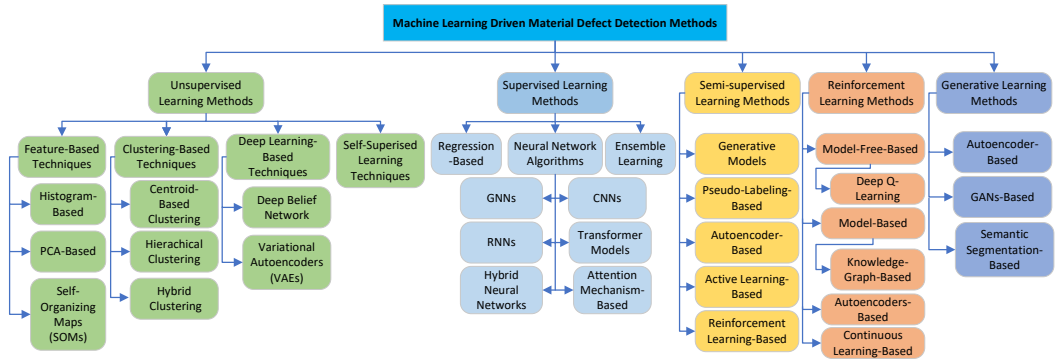 Machine Learning Driven Material Defect Detection Methods
Unsupervised
Learning Methods
Supervised Learning
Methods
Semi-supervised
Learning Methods
Reinforcement
Learning Methods
Generative Learning
Methods
Feature-Based
Techniques
Clustering-Based
Techniques
Deep Learning-
Based
Techniques
Self-Superised
Learning
Techniques
Histogram-
Based
PCA-Based
Self-
Organizing
Maps
(SOMs)
Centroid-
Based
Clustering
Hierachical
Clustering
Hybrid
Clustering
Deep Belief
Network
Variational
Autoencoders
(VAEs)
Regression
-Based
Neural Network
Algorithms
Ensemble
Learning
GNNs
CNNs
RNNs
Transformer
Models
Hybrid
Neural
Networks
Attention
Mechanism-
Based
Generative
Models
Pseudo-Labeling-
Based
Autoencoder-
Based
Active Learning-
Based
Reinforcement
Learning-Based
Model-Free-Based
Deep Q-
Learning
Model-Based
Knowledge-
Graph-Based
Autoencoders-
Based
Continuous
Learning-Based
Autoencoder-
Based
GANs-Based
Semantic
Segmentation-
Based